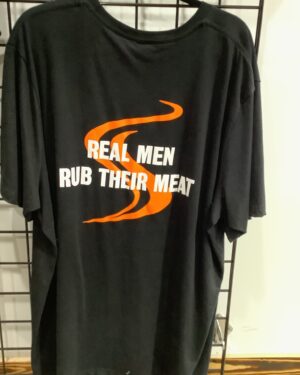 REAL MEN
RUB THEIR MEAT